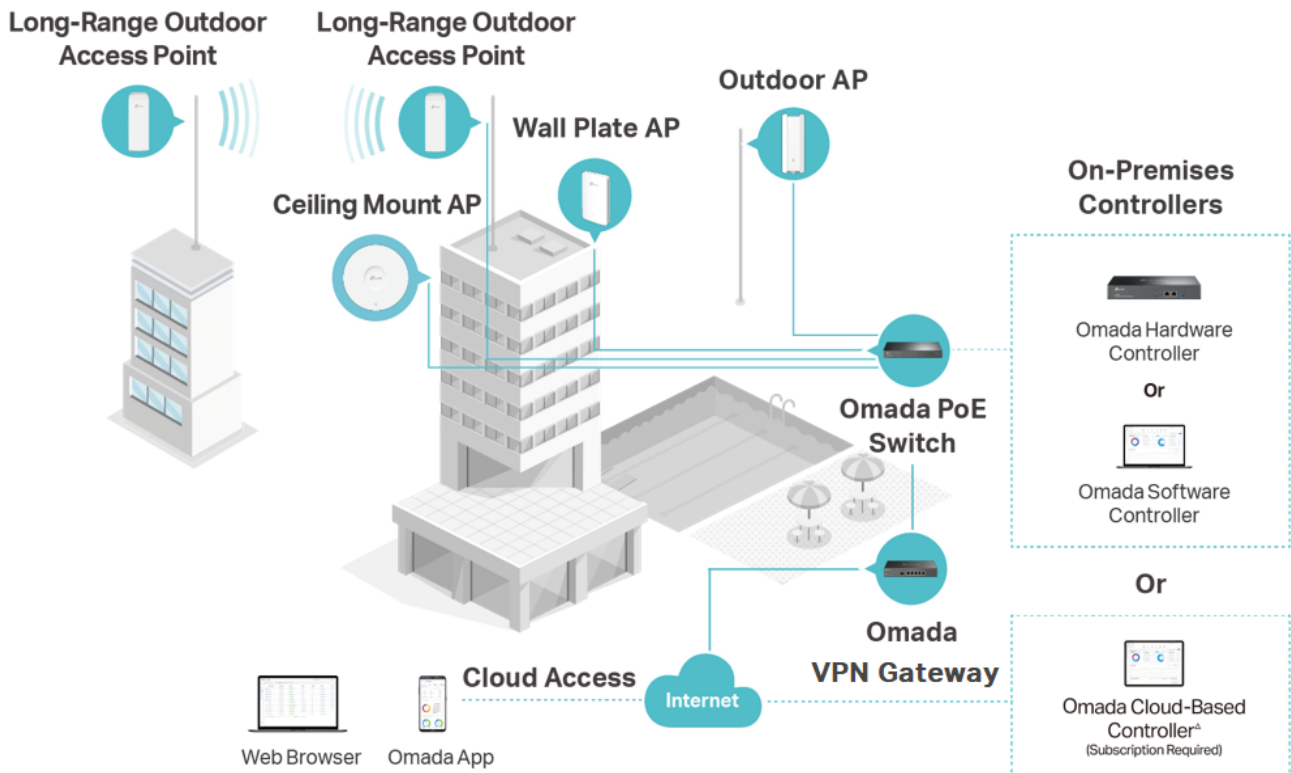 Long-Range Outdoor
Access Point
Long-Range Outdoor
Access Point
Outdoor AP
Wall Plate AP
Ceiling Mount AP
On-Premises
Controllers
Omada Hardware
Controller
Or
Omada Software
Controller
Omada PoE
Switch
Or
Omada
VPN Gateway
Cloud Access
Internet
Web Browser
Omada App
Omada Cloud-Based
Controller△
(Subscription Required)